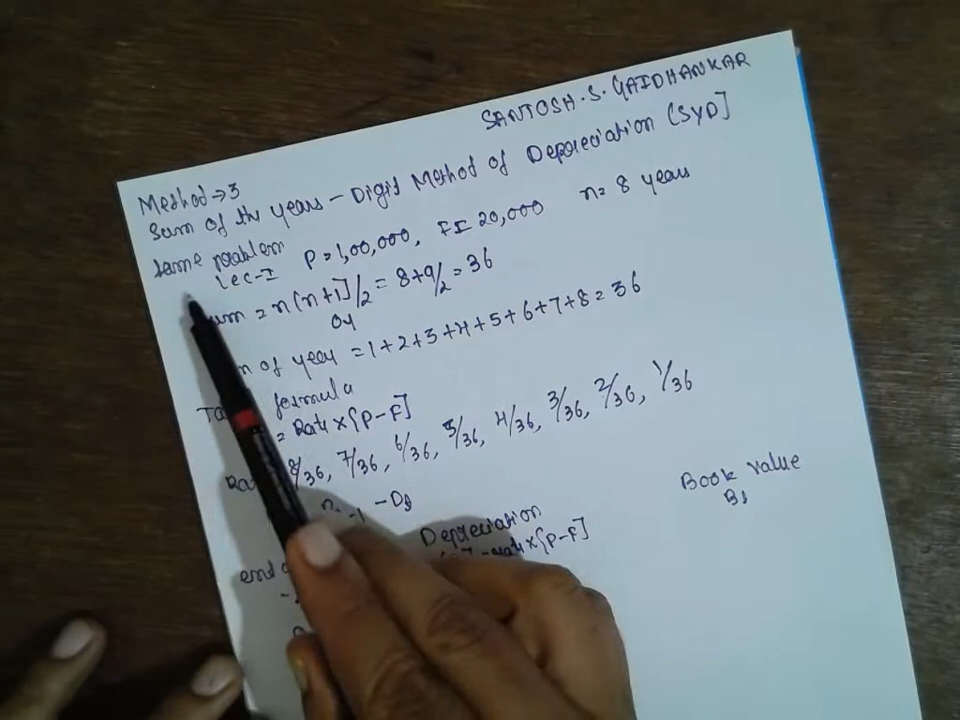 SANTOSH.S.GAIDHANKAR
Method→3
Sum of the years - Digit Method of Depreciation [SYD]
Same problem
Lec-I P = 1,00,000, F= 20,000 n= 8 years
= n[n+1]/2 = 8+9/2 = 36
or
of year = 1+2+3+4+5+6+7+8 = 36
formula
= Rate x [P-F]
8/36, 7/36, 6/36, 5/36, 4/36, 3/36, 2/36, 1/36
- Dt
Depreciation
Book Value
x [P-F]
end